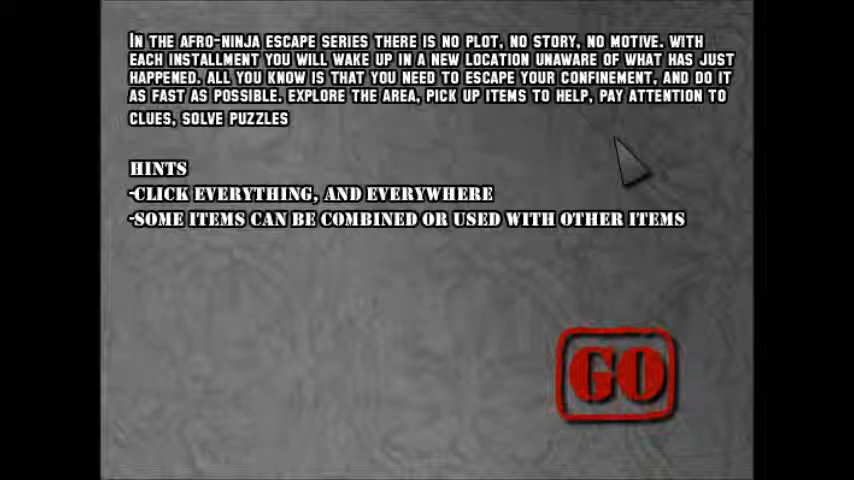 IN THE AFRO-NINJA ESCAPE SERIES THERE IS NO PLOT, NO STORY, NO MOTIVE. WITH
EACH INSTALLMENT YOU WILL WAKE UP IN A NEW LOCATION UNAWARE OF WHAT HAS JUST
HAPPENED. ALL YOU KNOW IS THAT YOU NEED TO ESCAPE YOUR CONFINEMENT, AND DO IT
AS FAST AS POSSIBLE. EXPLORE THE AREA, PICK UP ITEMS TO HELP, PAY ATTENTION TO
CLUES, SOLVE PUZZLES
HINTS
-CLICK EVERYTHING, AND EVERYWHERE
-SOME ITEMS CAN BE COMBINED OR USED WITH OTHER ITEMS
GO